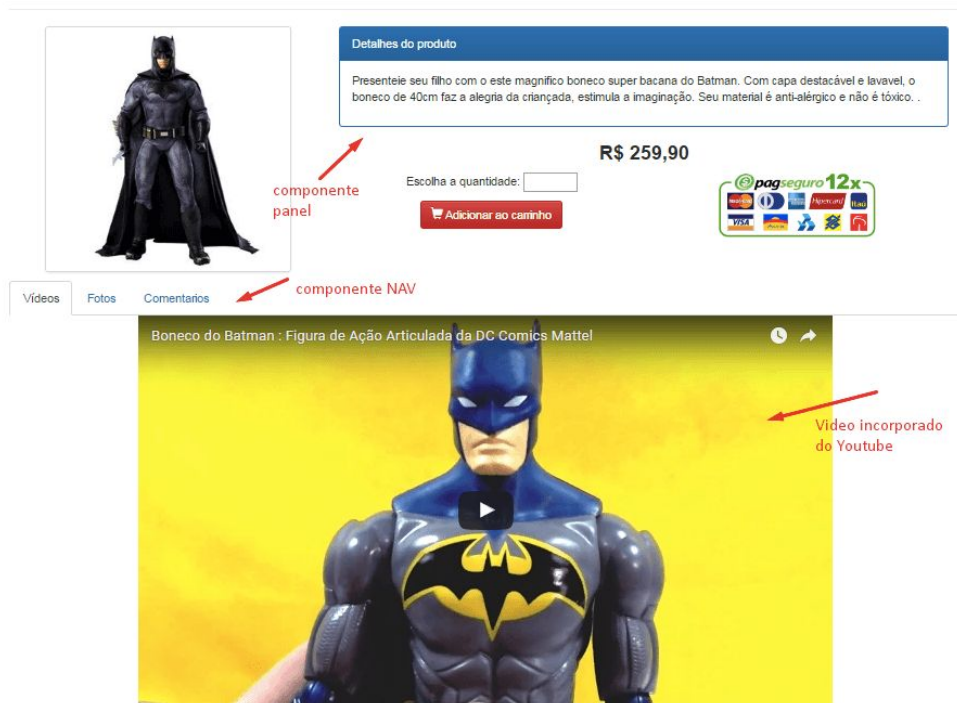 Detalhes do produto
Presenteie seu filho com o este magnifico boneco super bacana do Batman. Com capa destacável e lavavel, o
boneco de 40cm faz a alegria da criançada, estimula a imaginação. Seu material é anti-alérgico e não é tóxico. .
componente
panel
R$ 259,90
Escolha a quantidade:
Adicionar ao carrinho
pagseguro 12x
Hipercard Itaú
VISA
componente NAV
Vídeos Fotos Comentarios
Boneco do Batman : Figura de Ação Articulada da DC Comics Mattel
Video incorporado
do Youtube